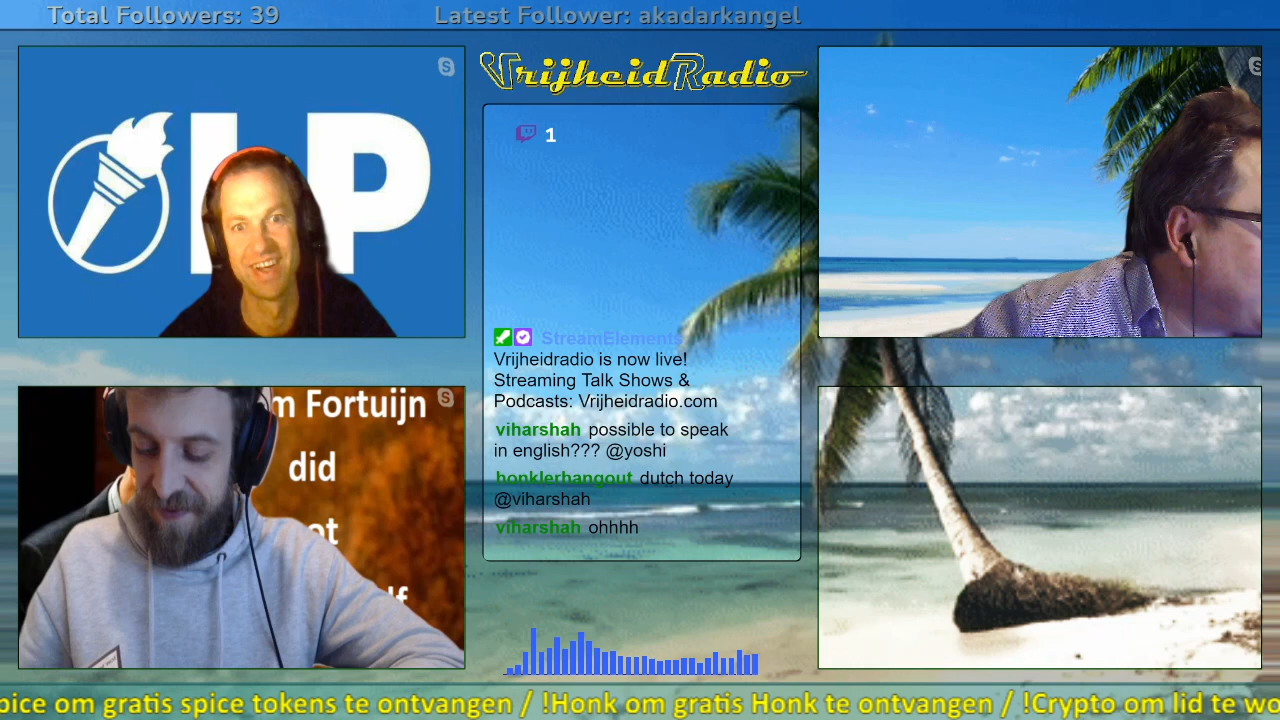 Total Followers: 39
Latest Follower: akadarkangel
VrijheidRadio
LP
1
StreamElements
Vrijheidradio is now live!
Streaming Talk Shows &
Podcasts: Vrijheidradio.com
viharshah possible to speak
in english??? @yoshi
honklerhangout dutch today
@viharshah
viharshah ohhhh
m Fortuijn
did
pice om gratis spice tokens te ontvangen / !Honk om gratis Honk te ontvangen / !Crypto om lid te wo